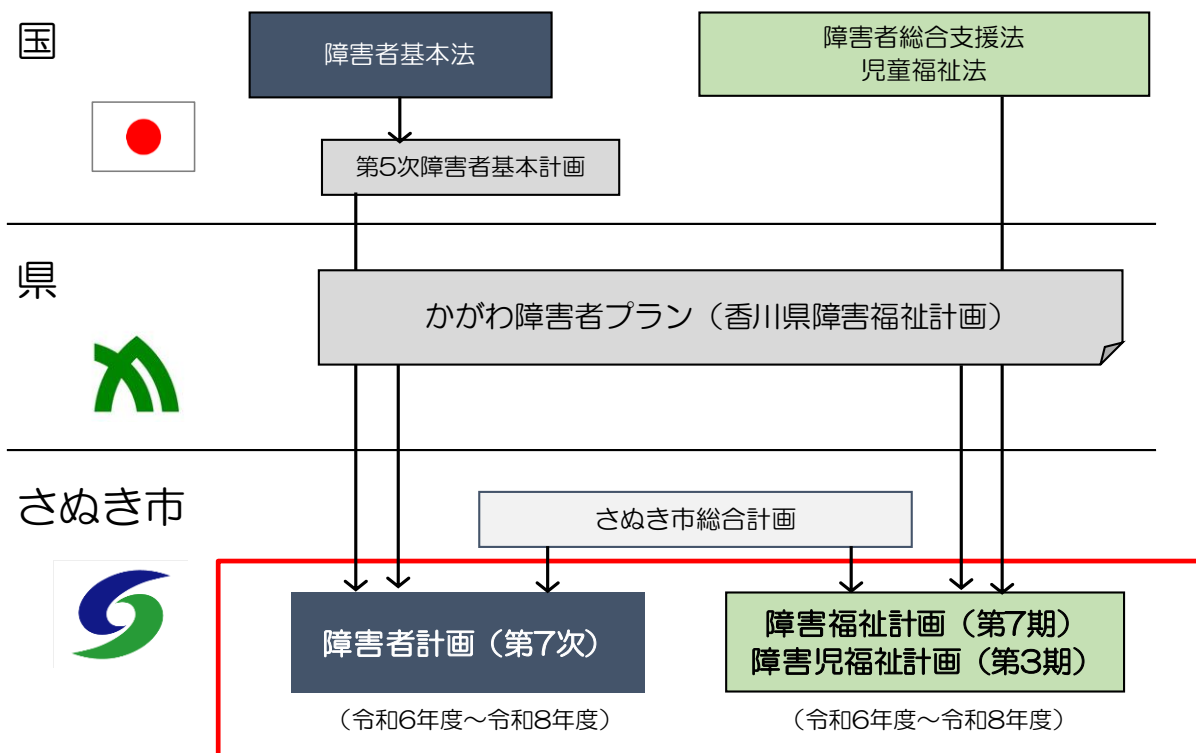 国
障害者基本法
障害者総合支援法
児童福祉法
第5次障害者基本計画
県
かがわ障害者プラン（香川県障害福祉計画）
さぬき市
さぬき市総合計画
障害者計画（第7次）
障害福祉計画（第7期）
障害児福祉計画（第3期）
（令和6年度～令和8年度）
（令和6年度～令和8年度）